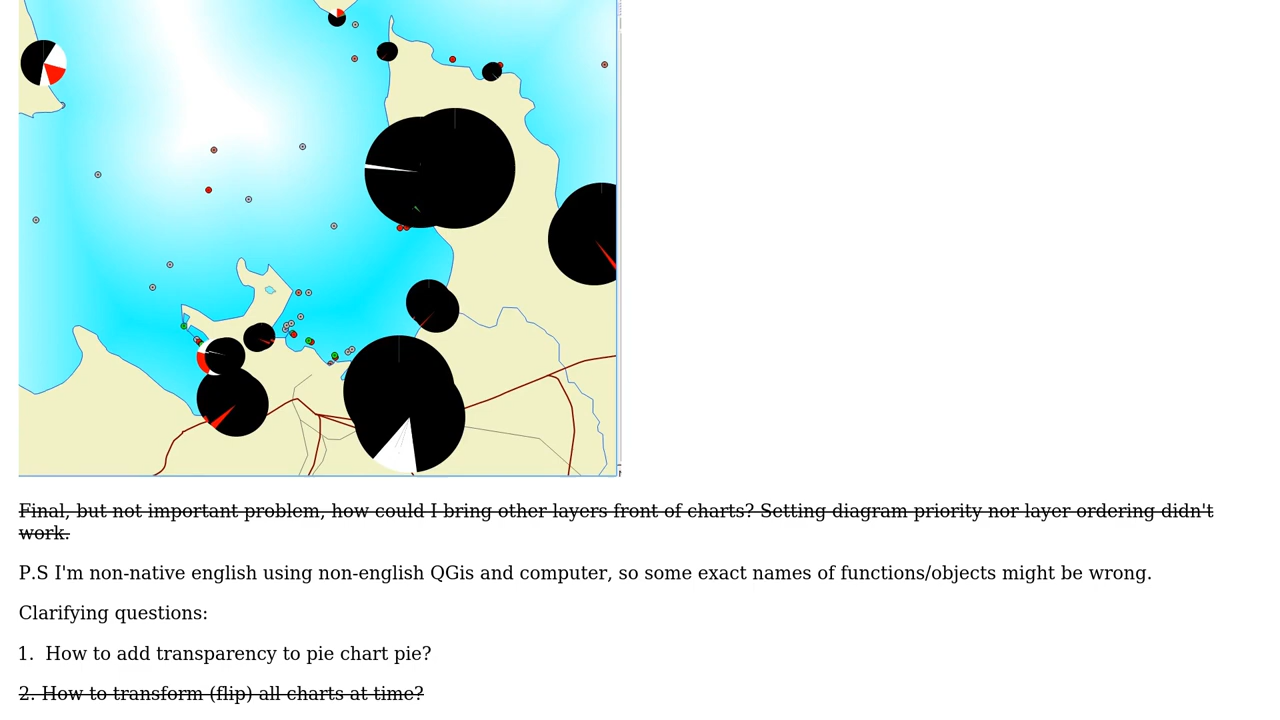 Final, but not important problem, how could I bring other layers front of charts? Setting diagram priority nor layer ordering didn't
work.
P.S I'm non-native english using non-english QGis and computer, so some exact names of functions/objects might be wrong.
Clarifying questions:
1. How to add transparency to pie chart pie?
2. How to transform (flip) all charts at time?